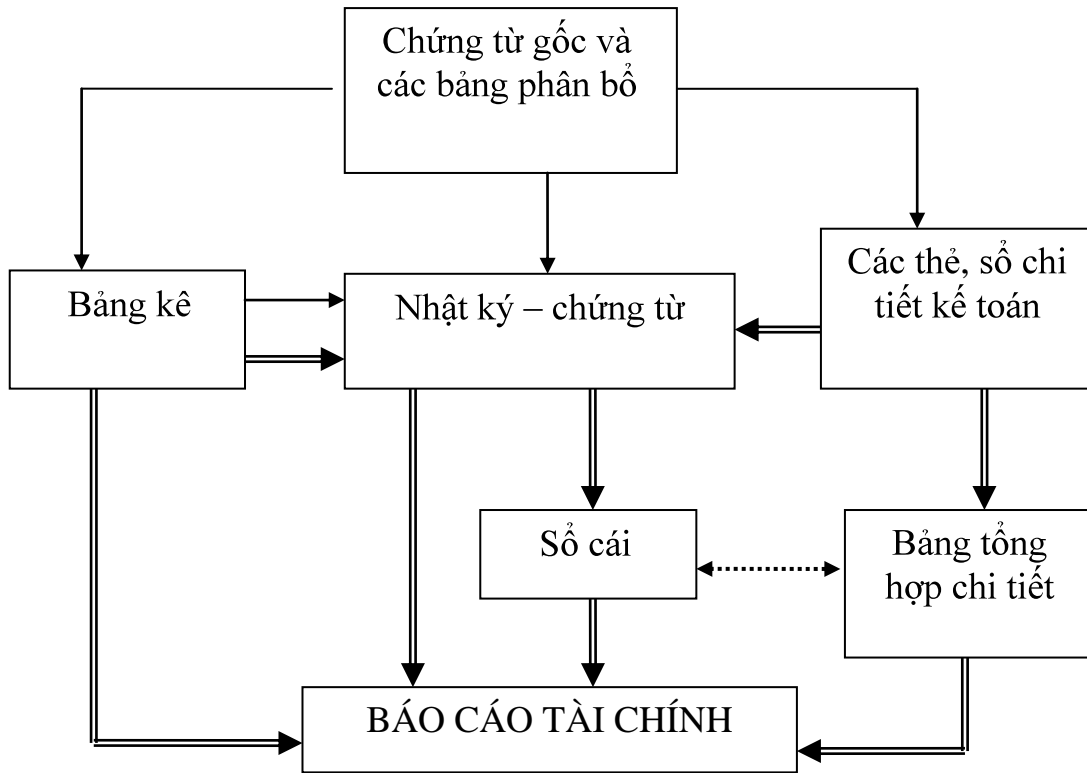 Chứng từ gốc và
các bảng phân bổ
Bảng kê
Nhật ký – chứng từ
Các thẻ, sổ chi
tiết kế toán
Sổ cái
Bảng tổng
hợp chi tiết
BÁO CÁO TÀI CHÍNH